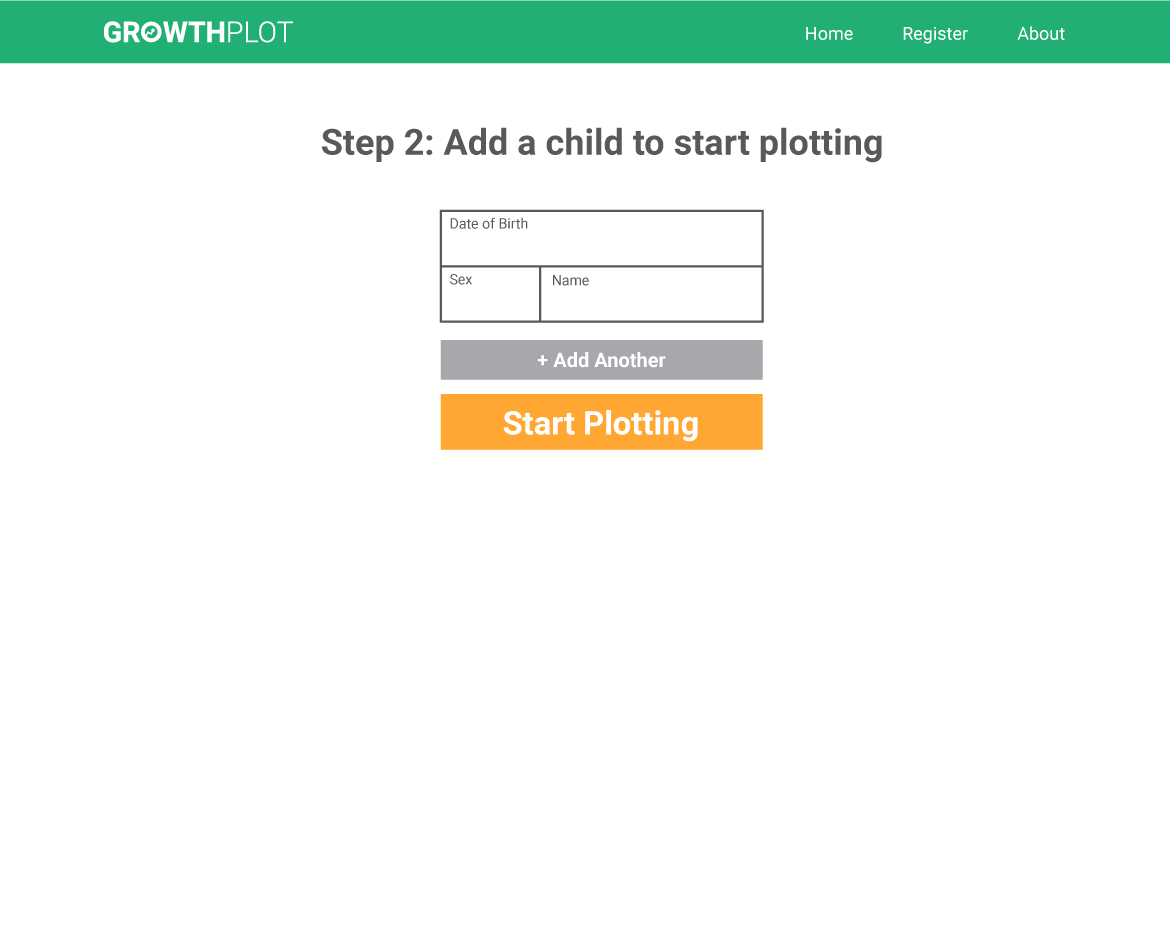 GROWTHPLOT Home Register About
Step 2: Add a child to start plotting
Date of Birth
Sex Name
+ Add Another
Start Plotting